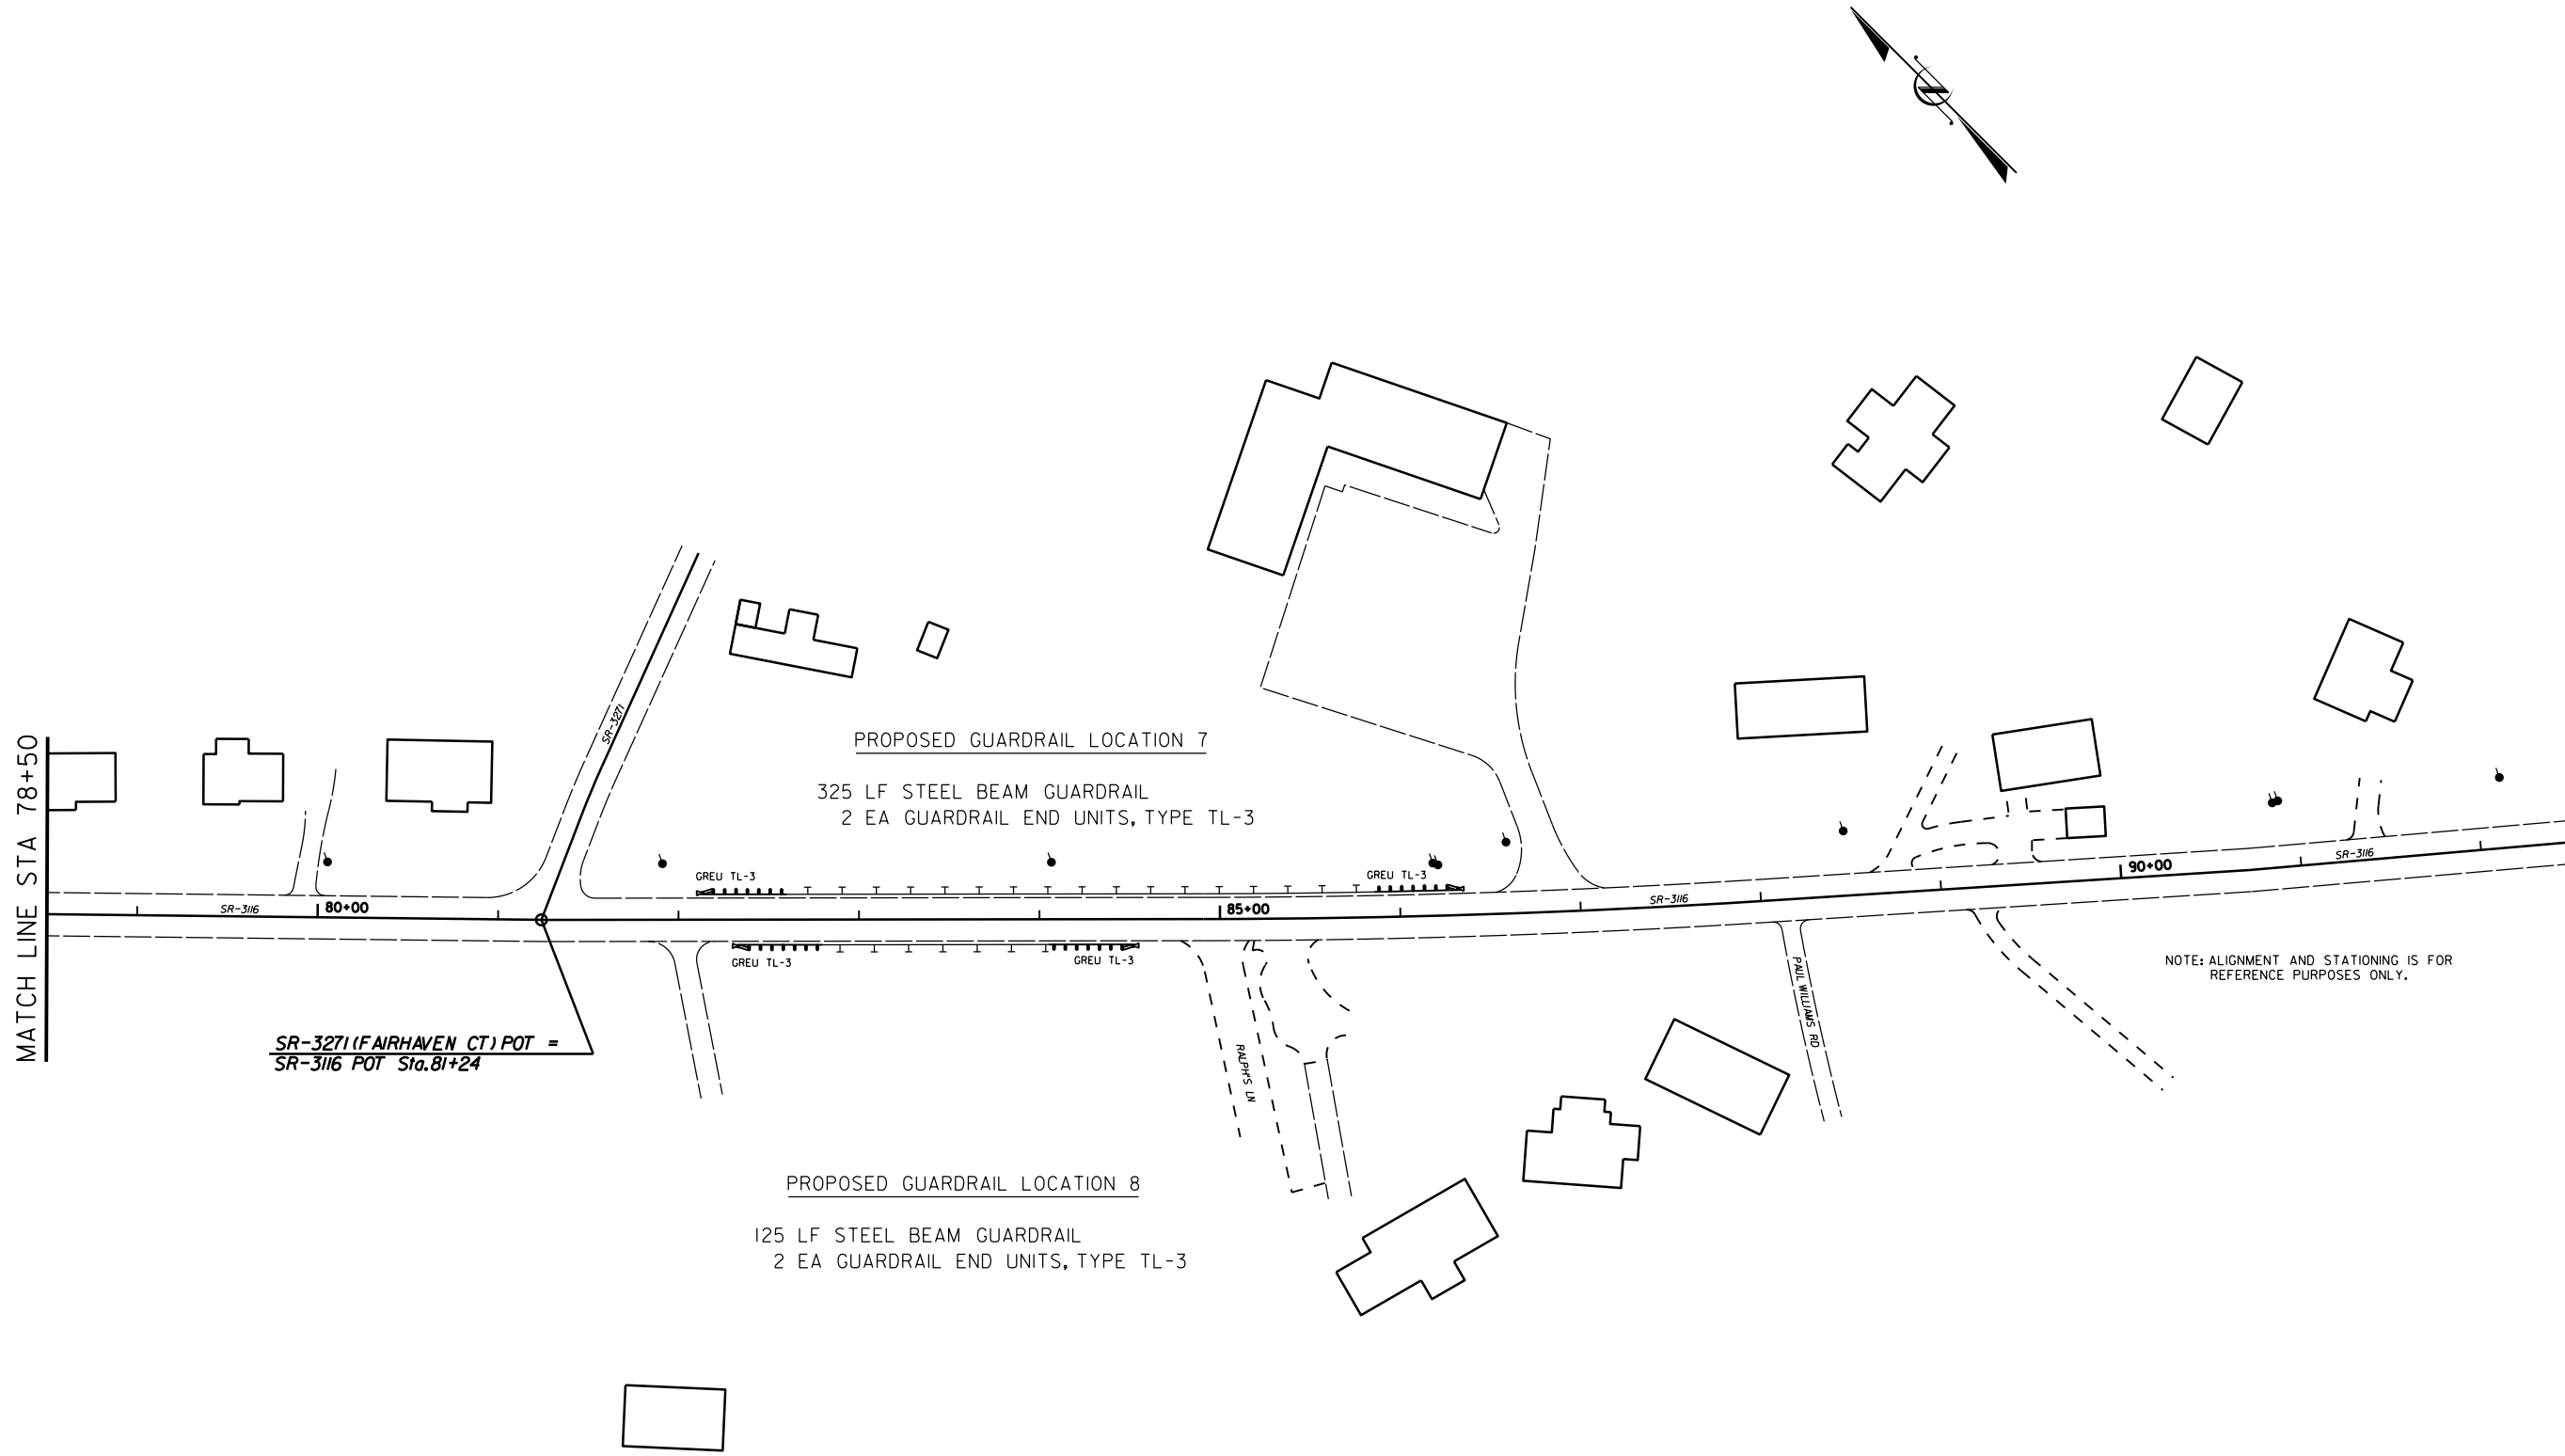 MATCH LINE STA 78+50
SR-3271
PROPOSED GUARDRAIL LOCATION 7
325 LF STEEL BEAM GUARDRAIL
2 EA GUARDRAIL END UNITS, TYPE TL-3
GREU TL-3
GREU TL-3
SR-3116
80+00
85+00
SR-3116
90+00
SR-3116
GREU TL-3
GREU TL-3
PAUL WILLIAMS RD
NOTE: ALIGNMENT AND STATIONING IS FOR
REFERENCE PURPOSES ONLY.
SR-3271 (FAIRHAVEN CT) POT =
SR-3116 POT Sta. 81+24
RALPH'S LN
PROPOSED GUARDRAIL LOCATION 8
125 LF STEEL BEAM GUARDRAIL
2 EA GUARDRAIL END UNITS, TYPE TL-3